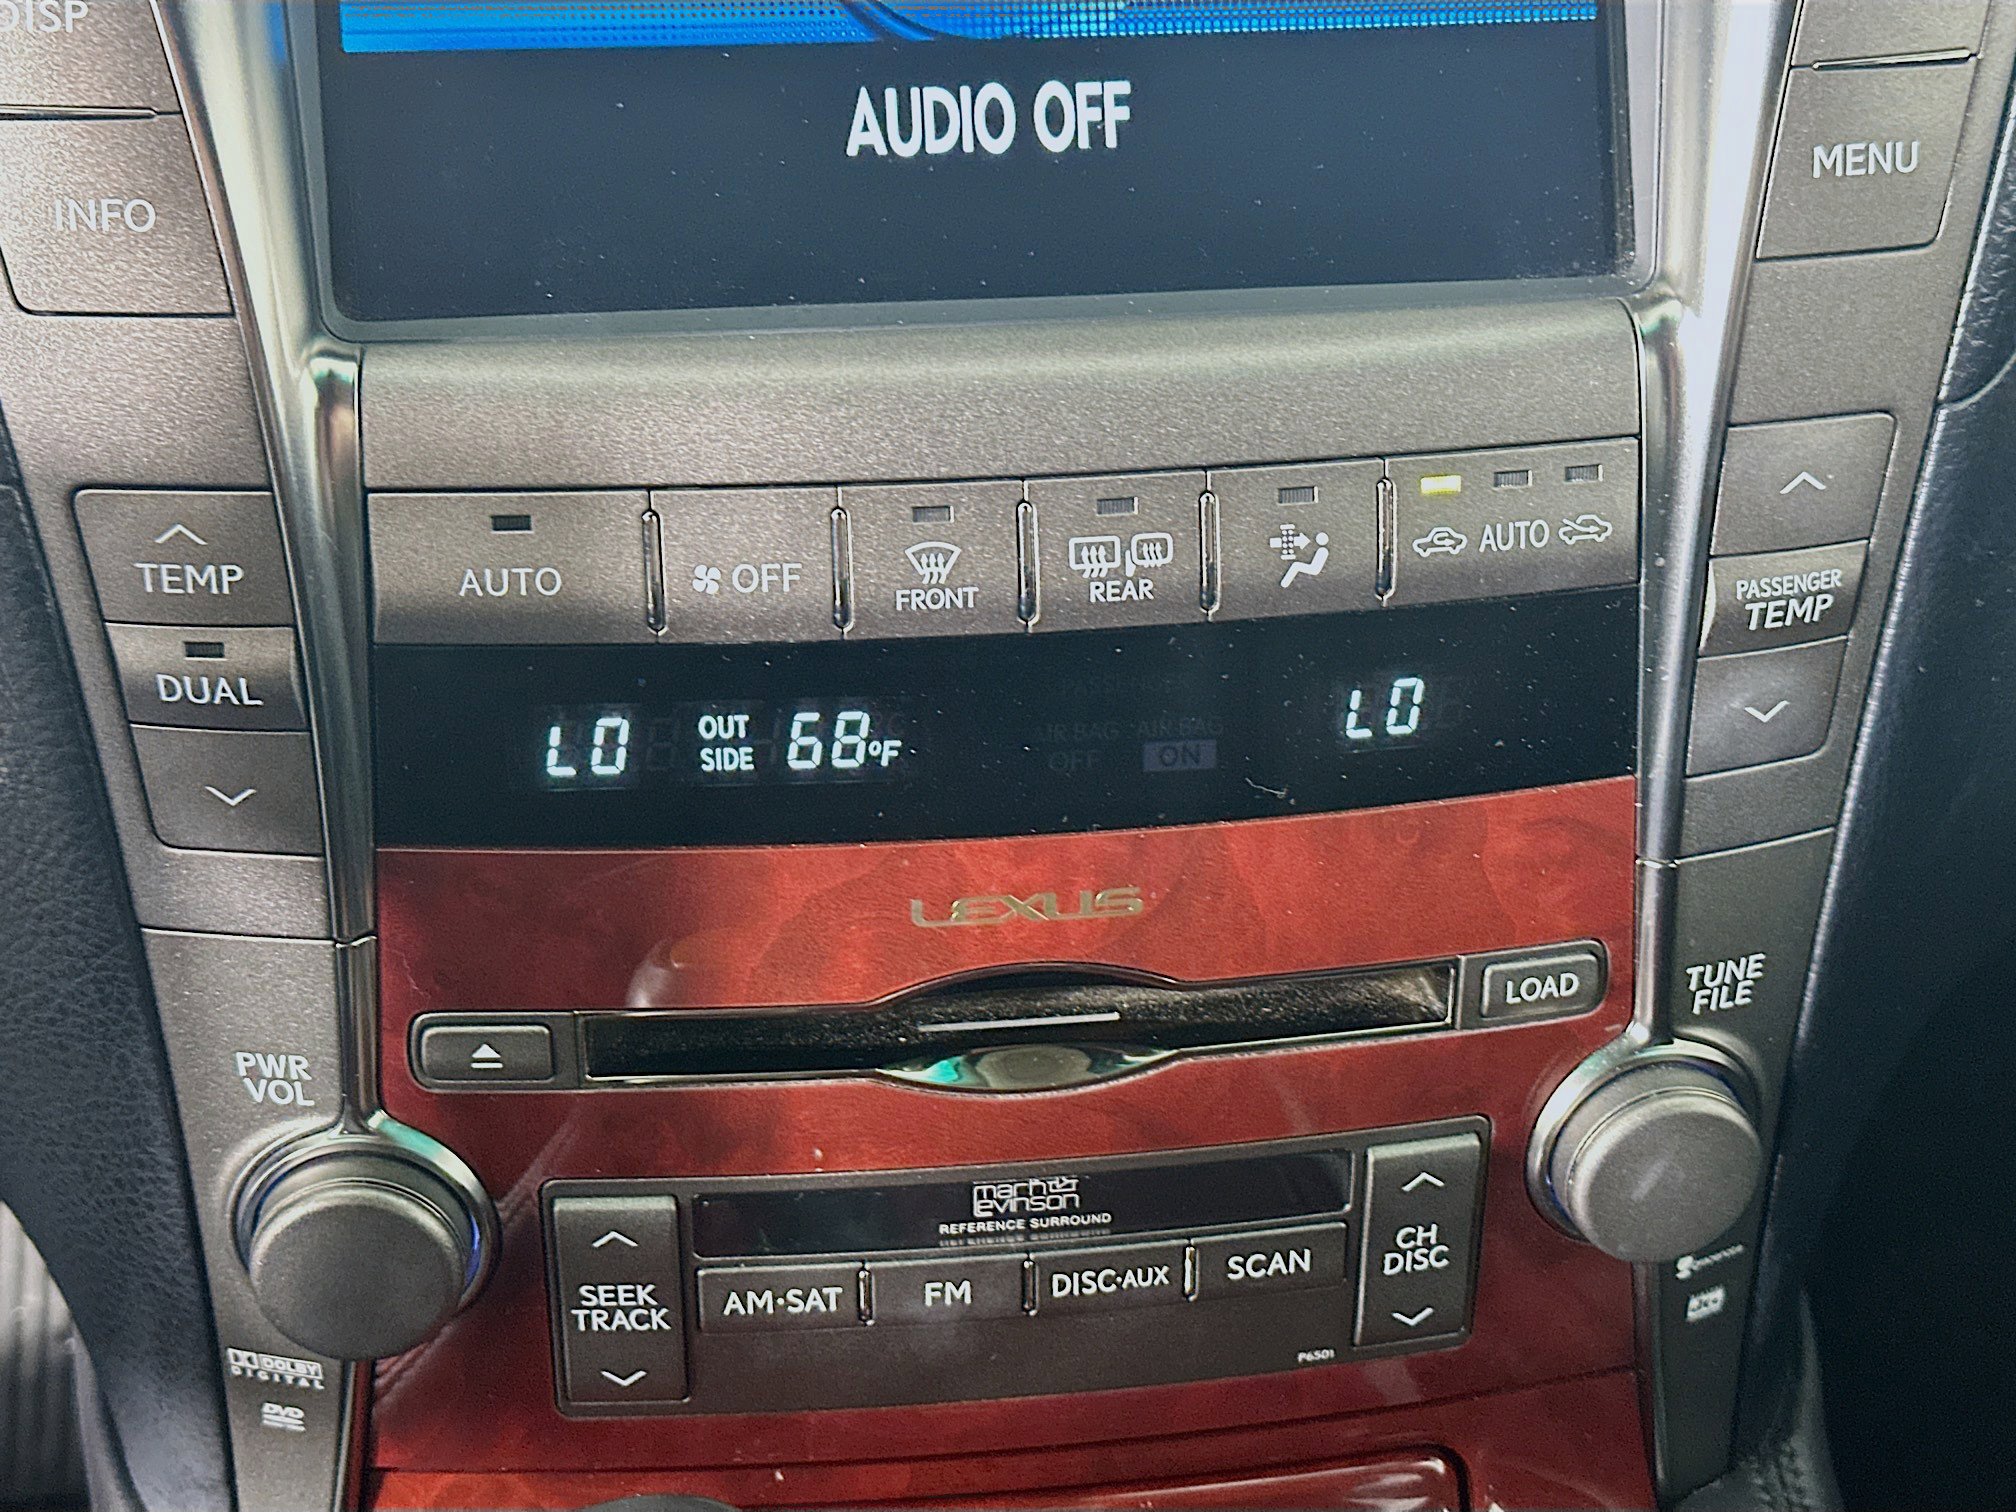 DISP
AUDIO OFF
MENU
INFO
TEMP
AUTO
OFF
FRONT
REAR
AUTO
PASSENGER
TEMP
DUAL
LO
OUT
SIDE
68°F
AIR BAG
OFF
ON
LO
LEXUS
LOAD
TUNE
FILE
PWR
VOL
mark
Levinson
REFERENCE SURROUND
SEEK
TRACK
AM·SAT
FM
DISC·AUX
SCAN
CH
DISC
P6501
DOLBY
DIGITAL
DVD